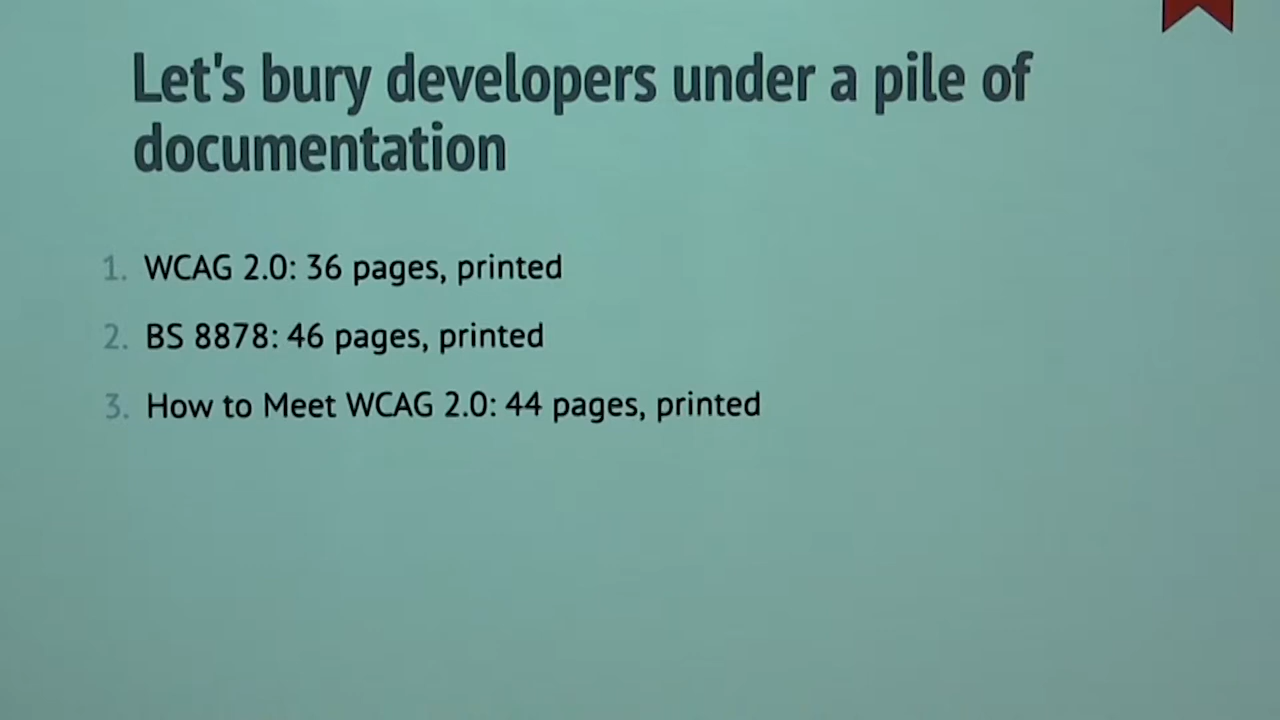 Let's bury developers under a pile of
documentation
1. WCAG 2.0: 36 pages, printed
2. BS 8878: 46 pages, printed
3. How to Meet WCAG 2.0: 44 pages, printed